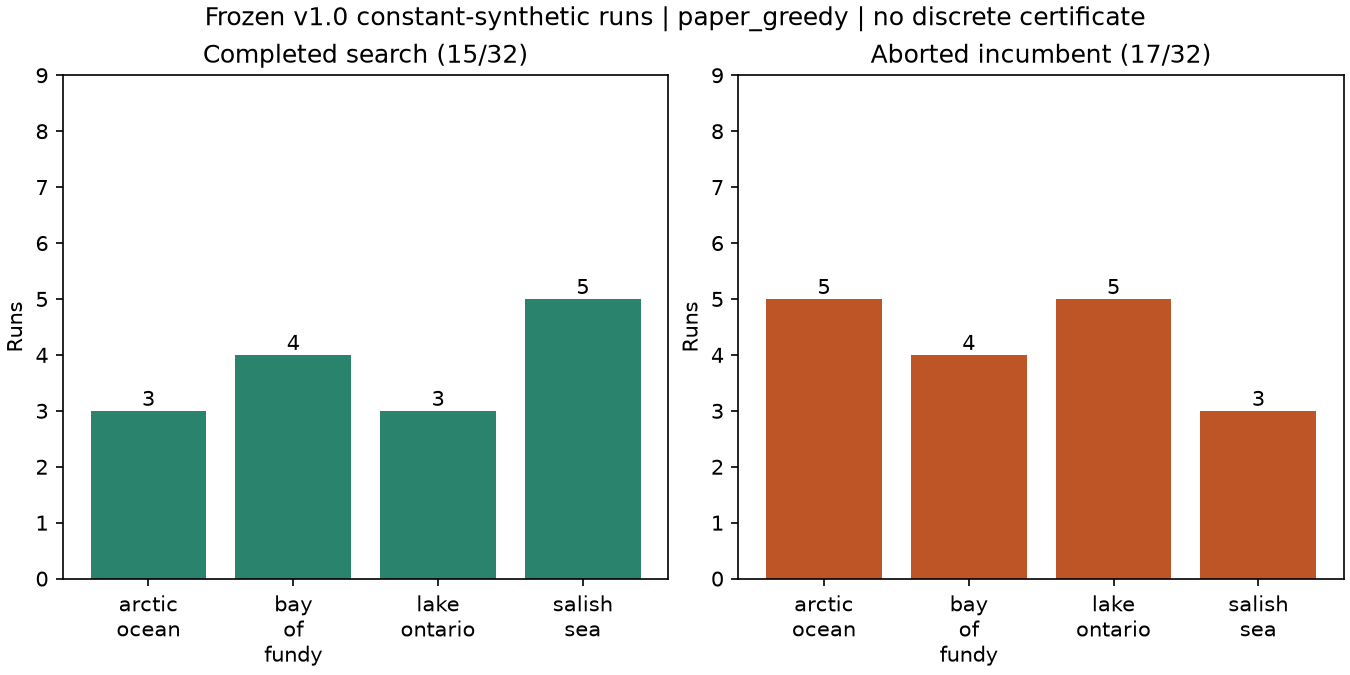 Frozen v1.0 constant-synthetic runs | paper_greedy | no discrete certificate
Completed search (15/32)
9
8
7
6
5
4
3
2
1
0
Runs
3
4
3
5
arctic
ocean
bay
of
fundy
lake
ontario
salish
sea
Aborted incumbent (17/32)
9
8
7
6
5
4
3
2
1
0
Runs
5
4
5
3
arctic
ocean
bay
of
fundy
lake
ontario
salish
sea